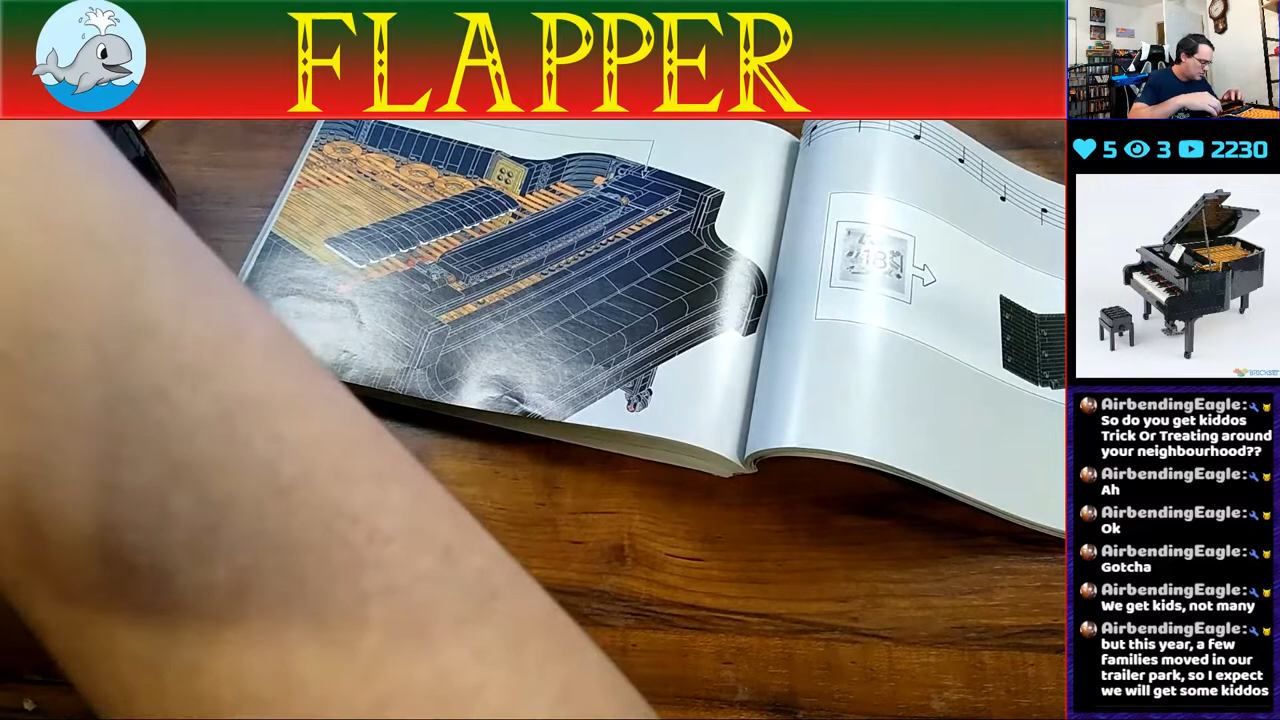 FLAPPER
5 3 2230
18
BRICKSET
AirbendingEagle:
So do you get kiddos
Trick Or Treating around
your neighbourhood??
AirbendingEagle:
Ah
AirbendingEagle:
Ok
AirbendingEagle:
Gotcha
AirbendingEagle:
We get kids, not many
AirbendingEagle:
but this year, a few
families moved in our
trailer park, so I expect
we will get some kiddos